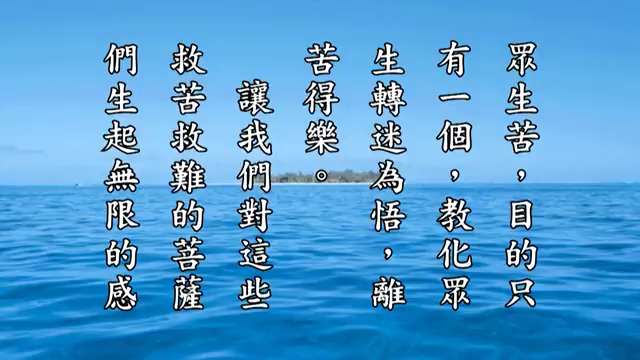 眾生苦，目的只
有一個，教化眾
生轉迷為悟，離
苦得樂。
讓我們對這些
救苦救難的菩薩
們生起無限的感